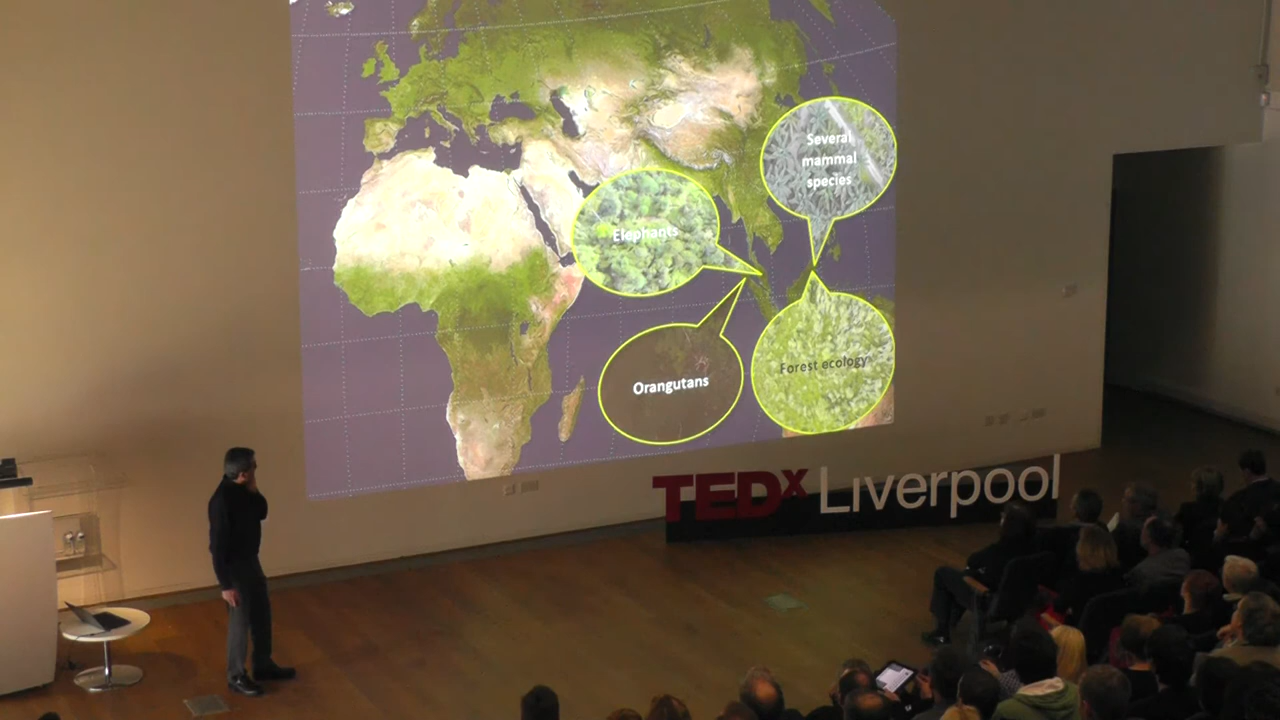 Several
mammal
species
Elephants
Orangutans
Forest ecology
TEDx Liverpool